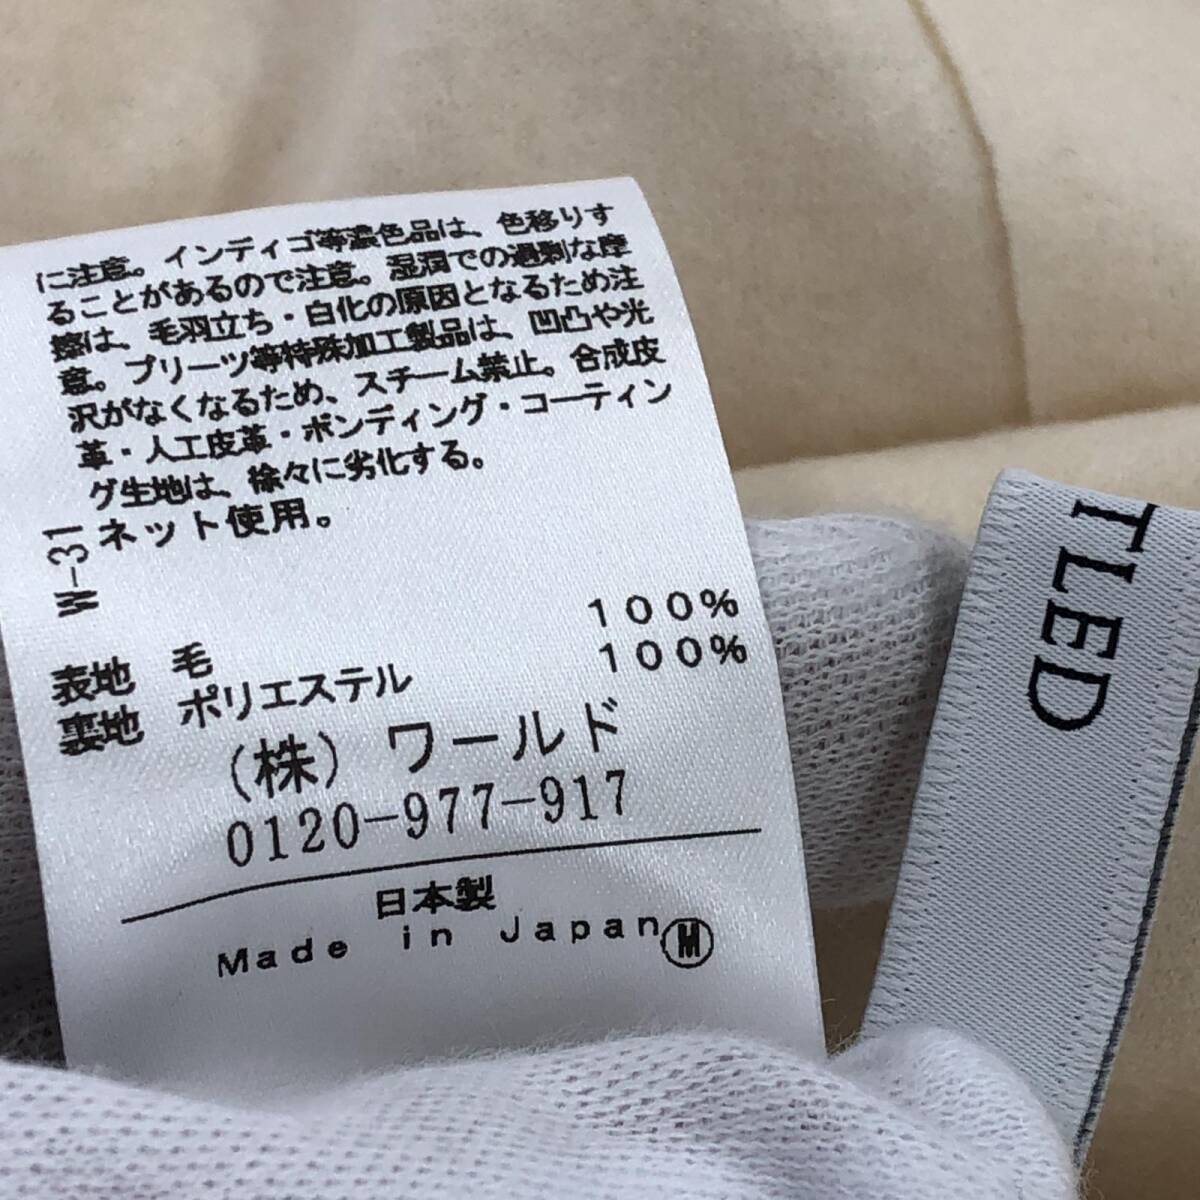 に注意。インディゴ等濃色品は、色移りす
ることがあるので注意。湿潤での過剰な摩
擦は、毛羽立ち・白化の原因となるため注
意。プリーツ等特殊加工製品は、凹凸や光
沢がなくなるため、スチーム禁止。合成皮
革・人工皮革・ボンディング・コーティン
グ生地は、徐々に劣化する。
ネット使用。
W-31
表地 毛 100%
裏地 ポリエステル 100%
(株) ワールド
0120-977-917
日本製
Made in Japan Ⓜ
TLED